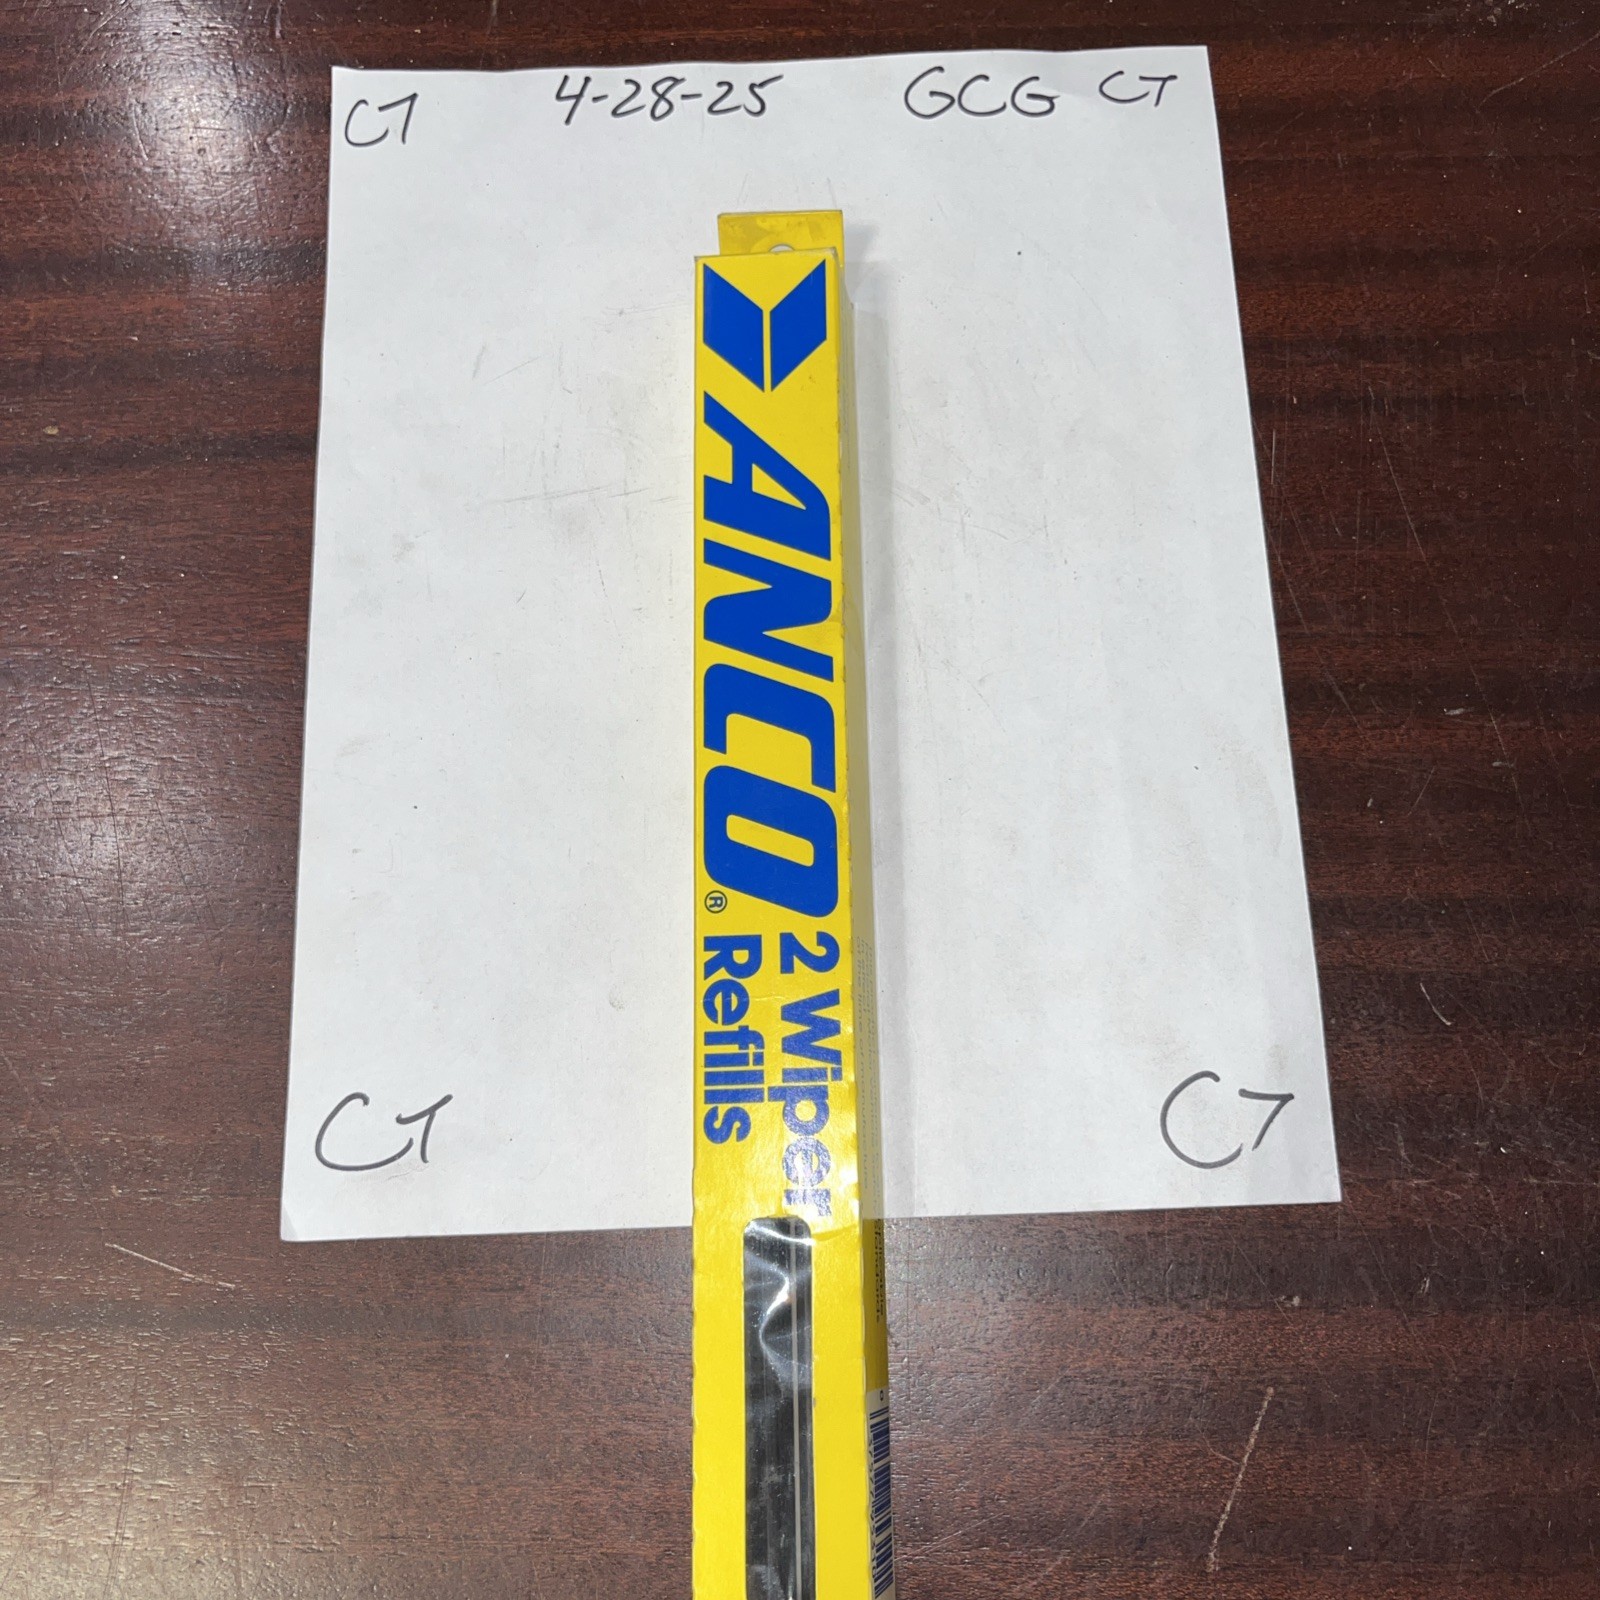 CT 4-28-25 GCG CT
ANCO®
2 Wiper
Refills
CT CT